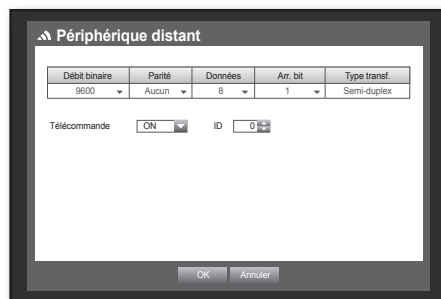 Périphérique distant
Débit binaire Parité Données Arr. bit Type transf.
9600 Aucun 8 1 Semi-duplex
Télécommande ON ID 0
OK Annuler